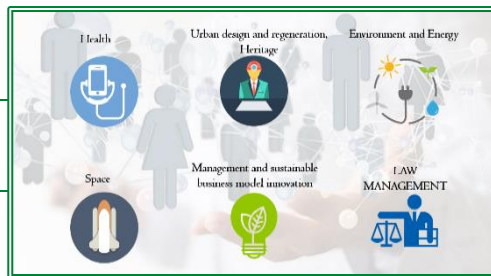 Health
Urban design and regeneration,
Heritage
Environment and Energy
Space
Management and sustainable
business model innovation
LAW
MANAGEMENT